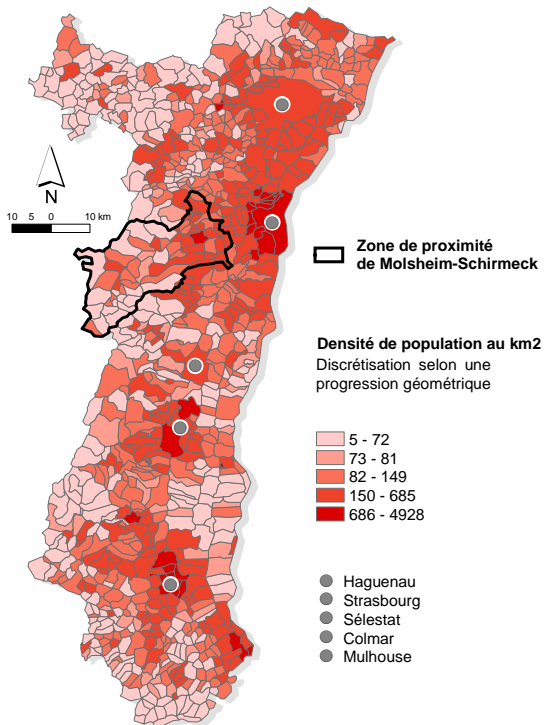 N
10 5 0 10 km
Zone de proximité
de Molsheim-Schirmeck
Densité de population au km2
Discrétisation selon une
progression géométrique
5 - 72
73 - 81
82 - 149
150 - 685
686 - 4928
Haguenau
Strasbourg
Sélestat
Colmar
Mulhouse